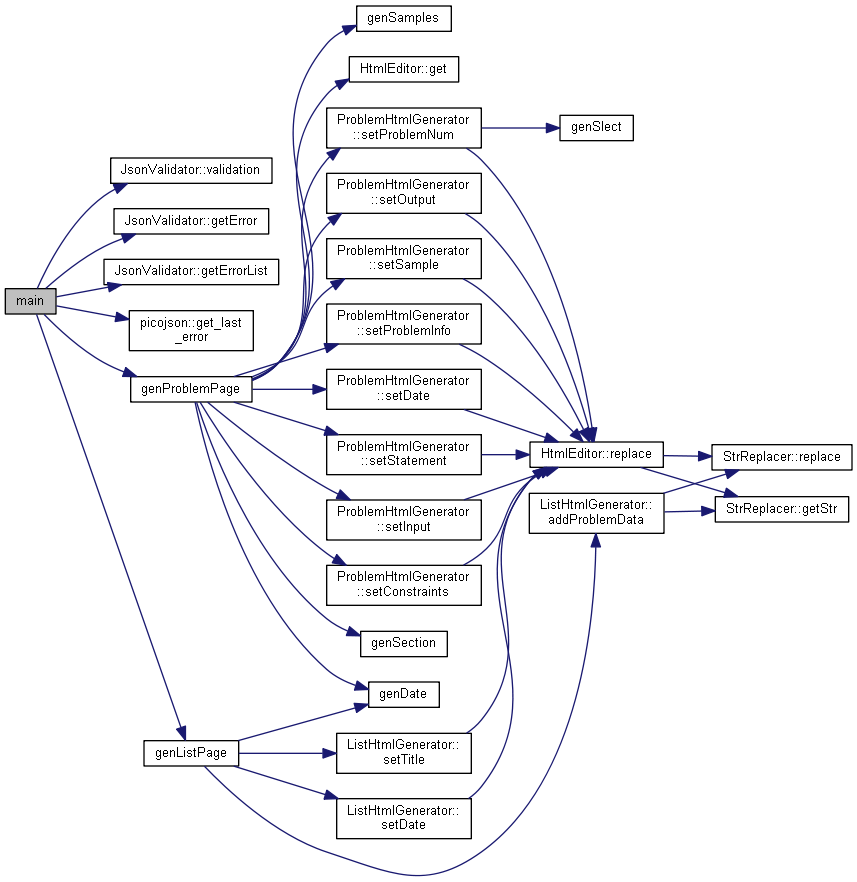 main
JsonValidator::validation
JsonValidator::getError
JsonValidator::getErrorList
picojson::get_last
_error
genProblemPage
genListPage
genSamples
HtmlEditor::get
ProblemHtmlGenerator
::setProblemNum
ProblemHtmlGenerator
::setOutput
ProblemHtmlGenerator
::setSample
ProblemHtmlGenerator
::setProblemInfo
ProblemHtmlGenerator
::setDate
ProblemHtmlGenerator
::setStatement
ProblemHtmlGenerator
::setInput
ProblemHtmlGenerator
::setConstraints
genSection
genDate
ListHtmlGenerator::
setTitle
ListHtmlGenerator::
setDate
genSlect
HtmlEditor::replace
ListHtmlGenerator::
addProblemData
StrReplacer::replace
StrReplacer::getStr